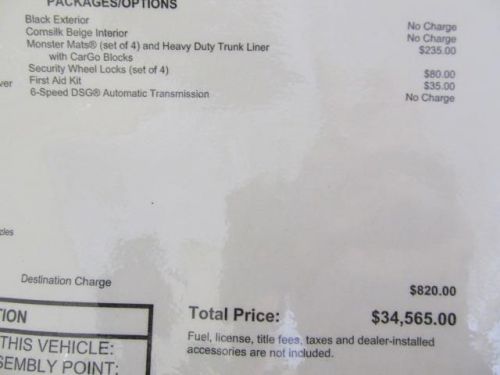 PACKAGES/OPTIONS
Black Exterior No Charge
Cornsilk Beige Interior No Charge
Monster Mats® (set of 4) and Heavy Duty Trunk Liner $235.00
with CarGo Blocks
Security Wheel Locks (set of 4) $80.00
First Aid Kit $35.00
6-Speed DSG® Automatic Transmission No Charge
Destination Charge $820.00
Total Price: $34,565.00
Fuel, license, title fees, taxes and dealer-installed
accessories are not included.
TION
THIS VEHICLE:
SEMBLY POINT: